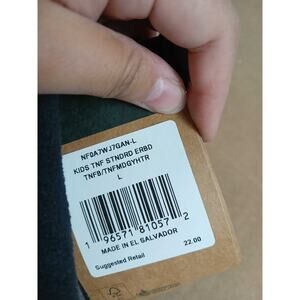 NF0A7WJ7GAN-L
KIDS TNF STNDRD ERBD
TNFB/TNFMDGYHTR
L
1 96571 81057 2
MADE IN EL SALVADOR
Suggested Retail 22.00